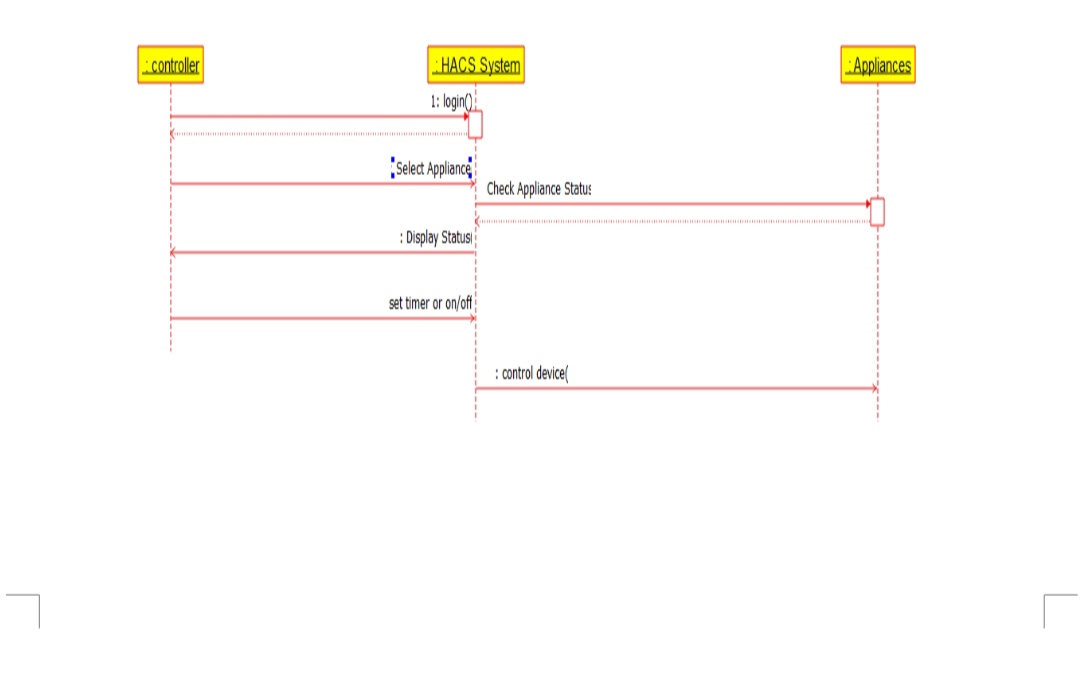 : controller
: HACS System
: Appliances
1: login()
: Select Appliance
Check Appliance Status
: Display Status
set timer or on/off
: control device(